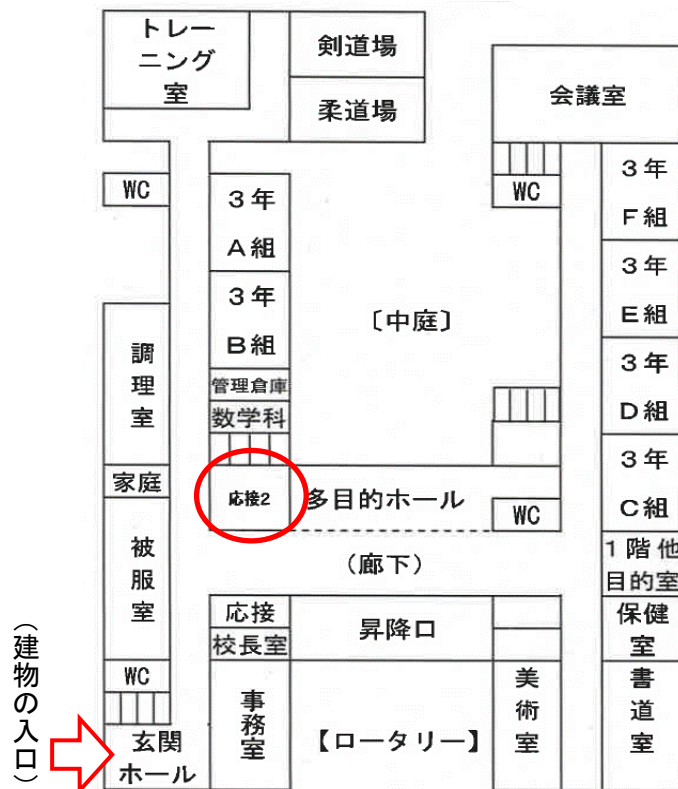 トレー
ニング
室
剣道場
柔道場
会議室
WC
3年
A組
WC
3年
F組
3年
B組
〔中庭〕
3年
E組
調
理
室
管理倉庫
数学科
3年
D組
家庭
応接2
多目的ホール
WC
3年
C組
被
服
室
（廊下）
1階他
目的室
応接
校長室
昇降口
保健
室
WC
事
務
室
【ロータリー】
美
術
室
書
道
室
（建物の入口）
玄関
ホール